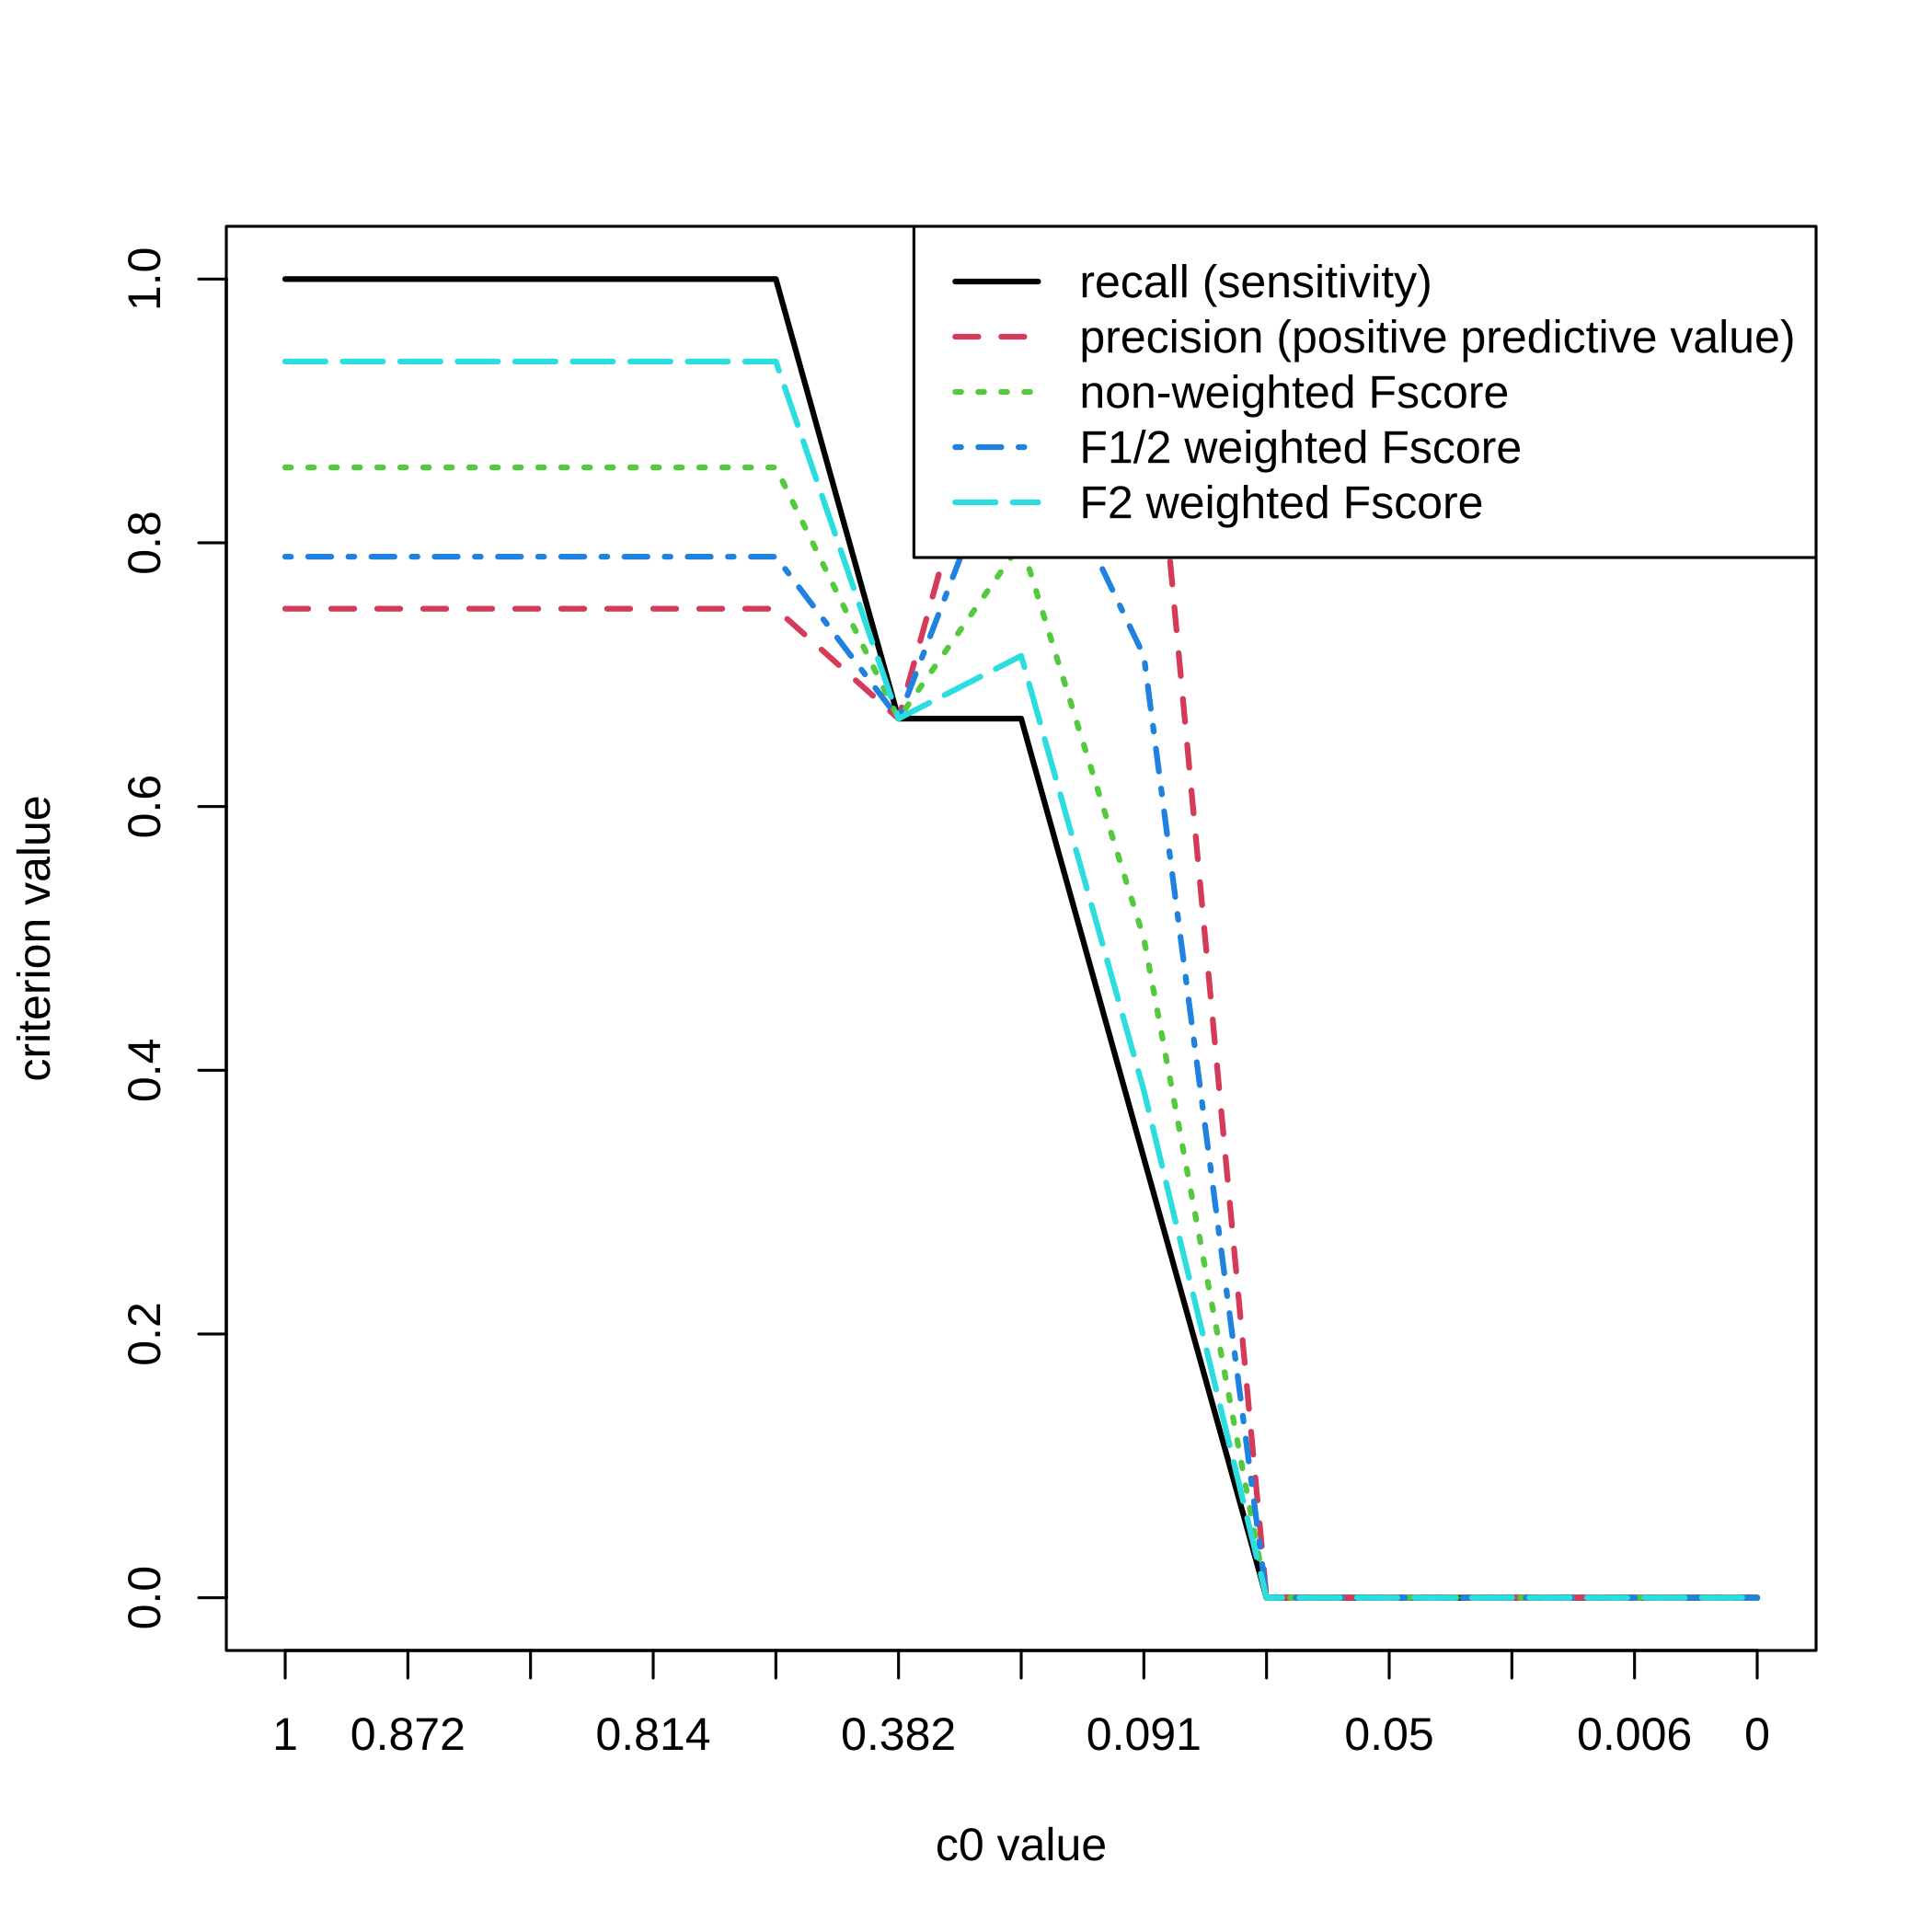 recall (sensitivity)
precision (positive predictive value)
non-weighted Fscore
F1/2 weighted Fscore
F2 weighted Fscore
1.0
0.8
0.6
0.4
0.2
0.0
criterion value
1 0.872 0.814 0.382 0.091 0.05 0.006 0
c0 value